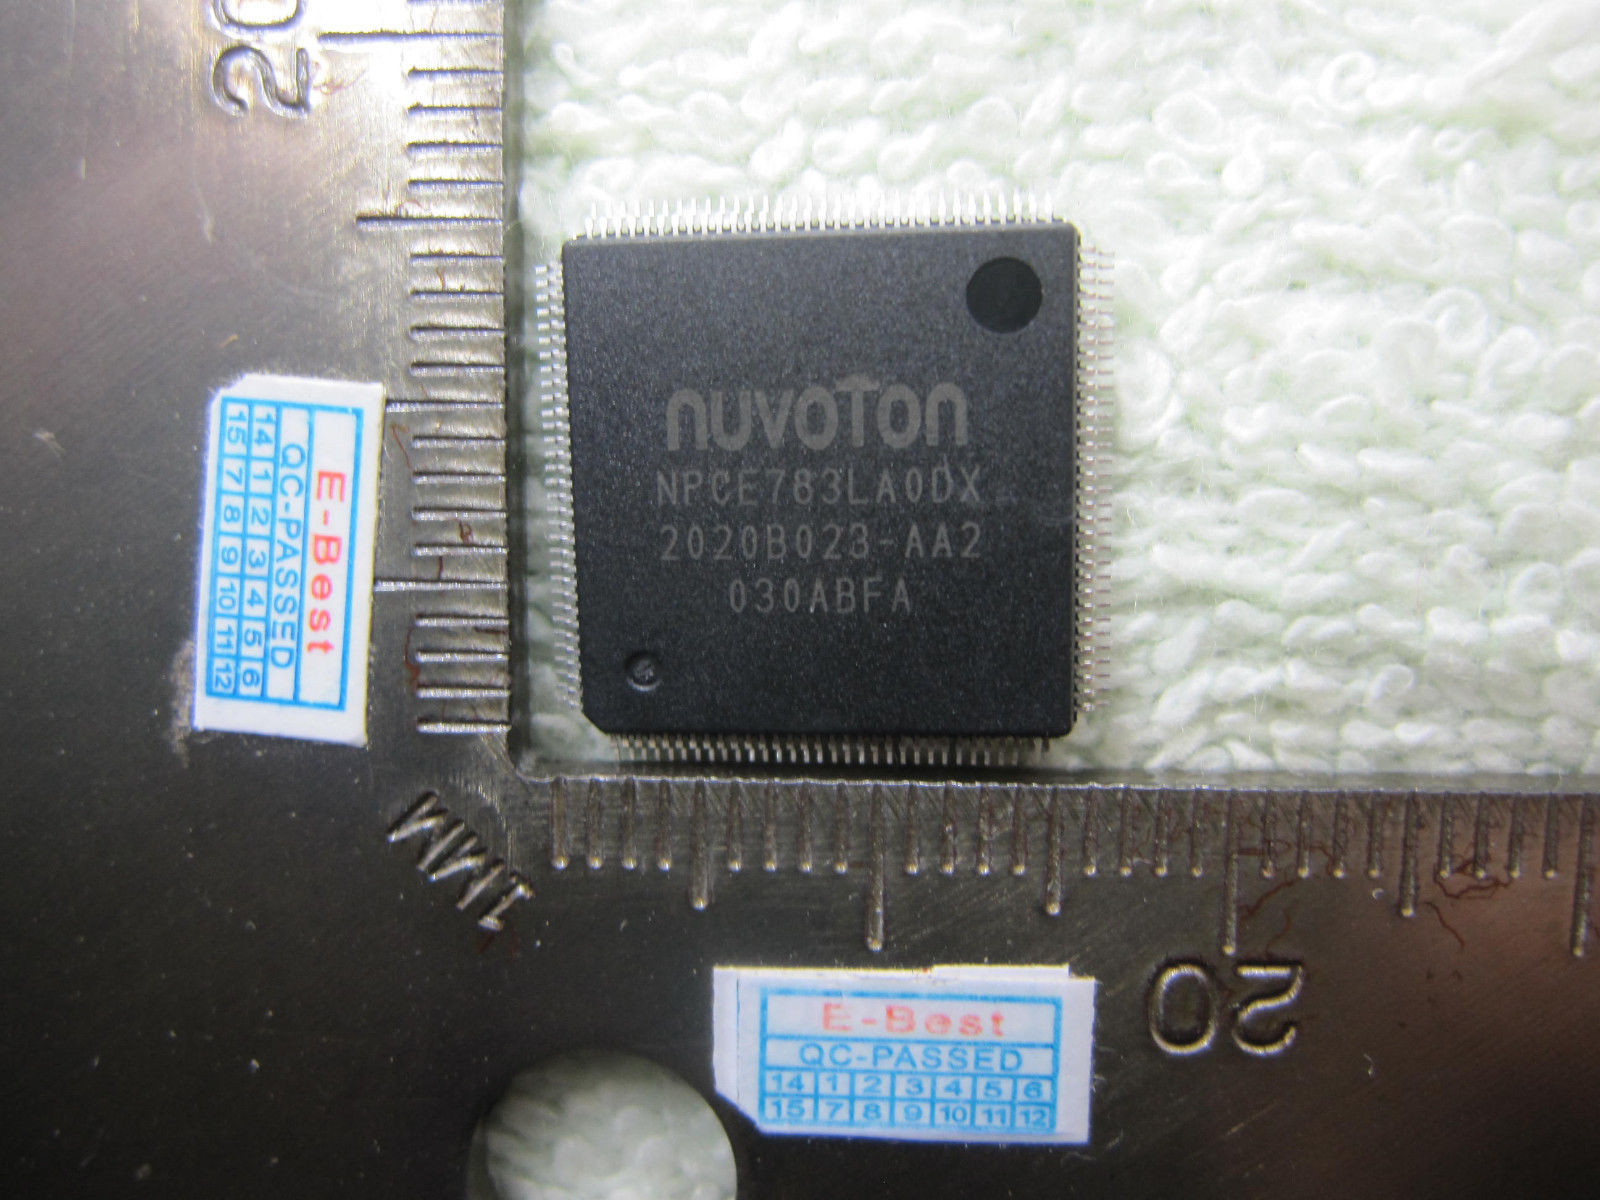 20
nuvoTon
NPCE783LA0DX
2020B023-AA2
030ABFA
E-Best
QC-PASSED
14 1 2 3 4 5 6
15 7 8 9 10 11 12
1MM
20
E-Best
QC-PASSED
14 1 2 3 4 5 6
15 7 8 9 10 11 12